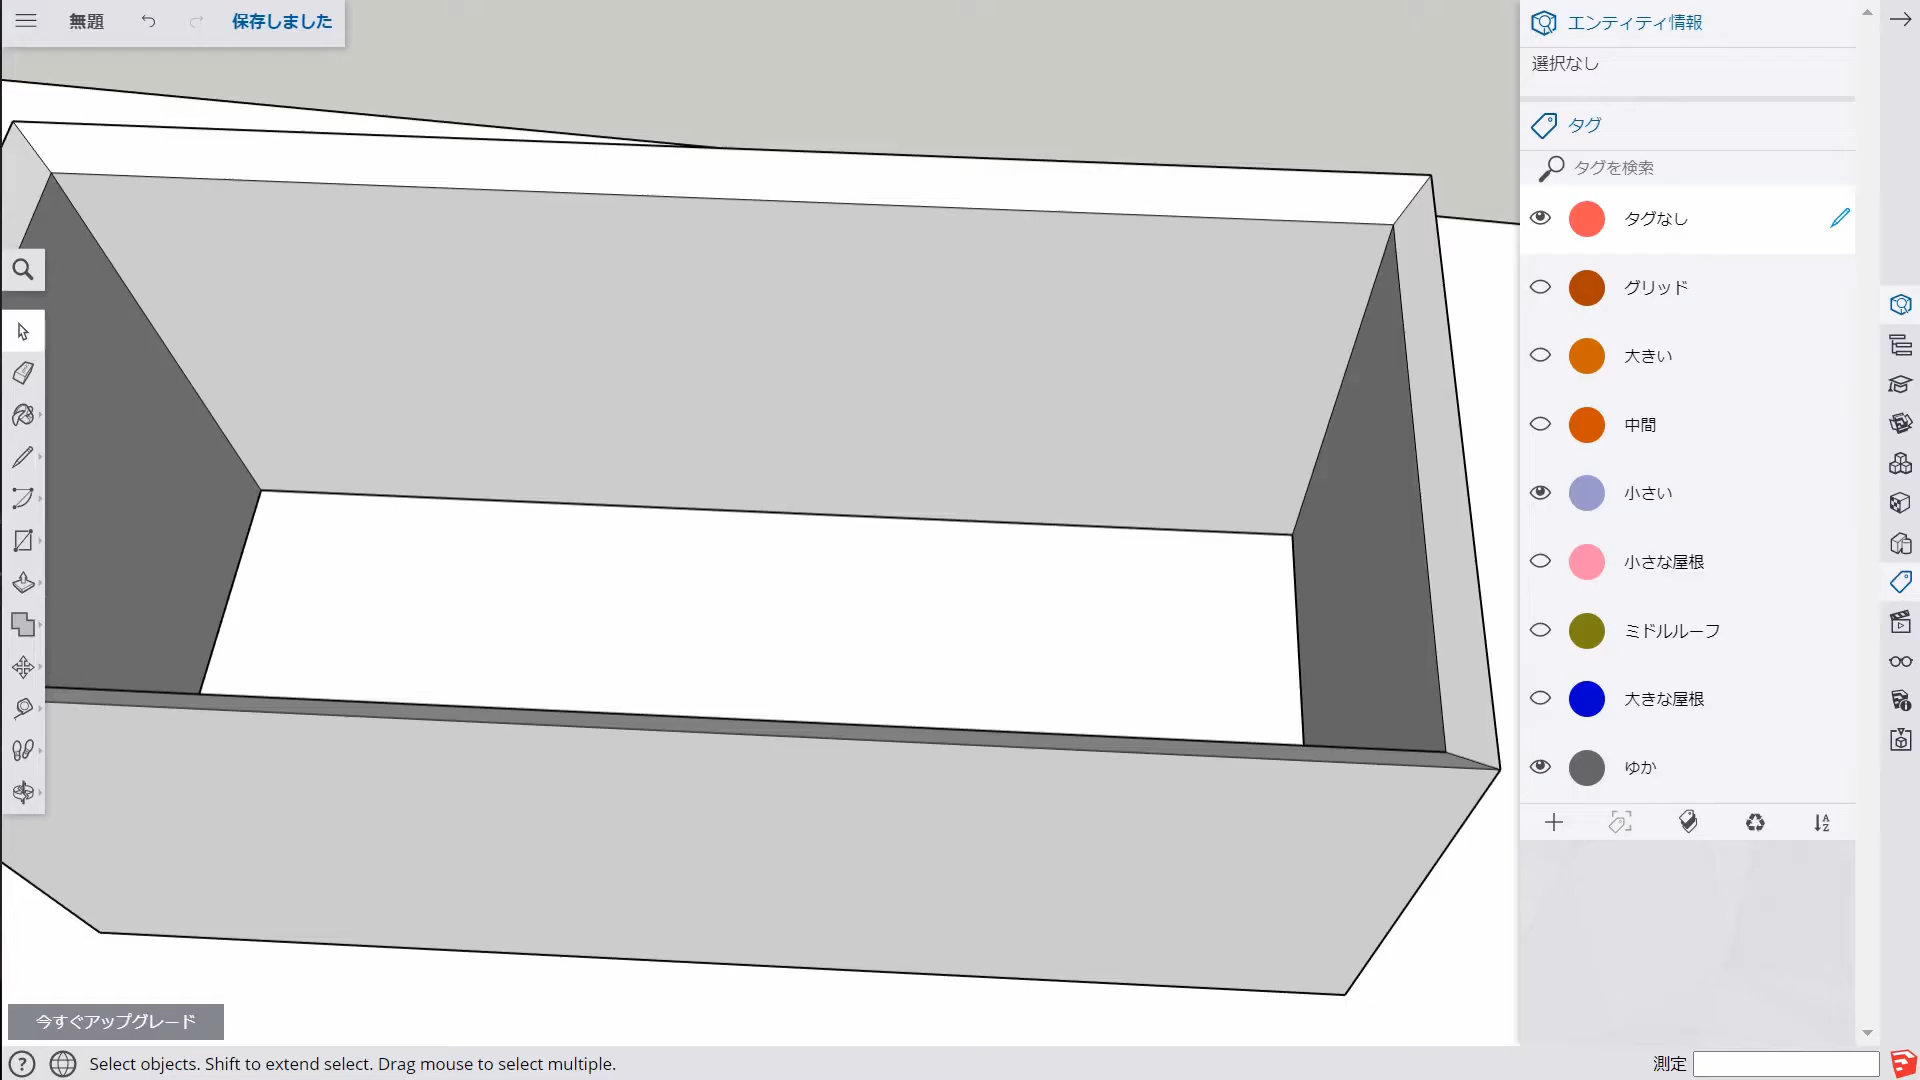 無題
保存しました
エンティティ情報
選択なし
タグ
タグを検索
タグなし
グリッド
大きい
中間
小さい
小さな屋根
ミドルルーフ
大きな屋根
ゆか
今すぐアップグレード
Select objects. Shift to extend select. Drag mouse to select multiple.
測定